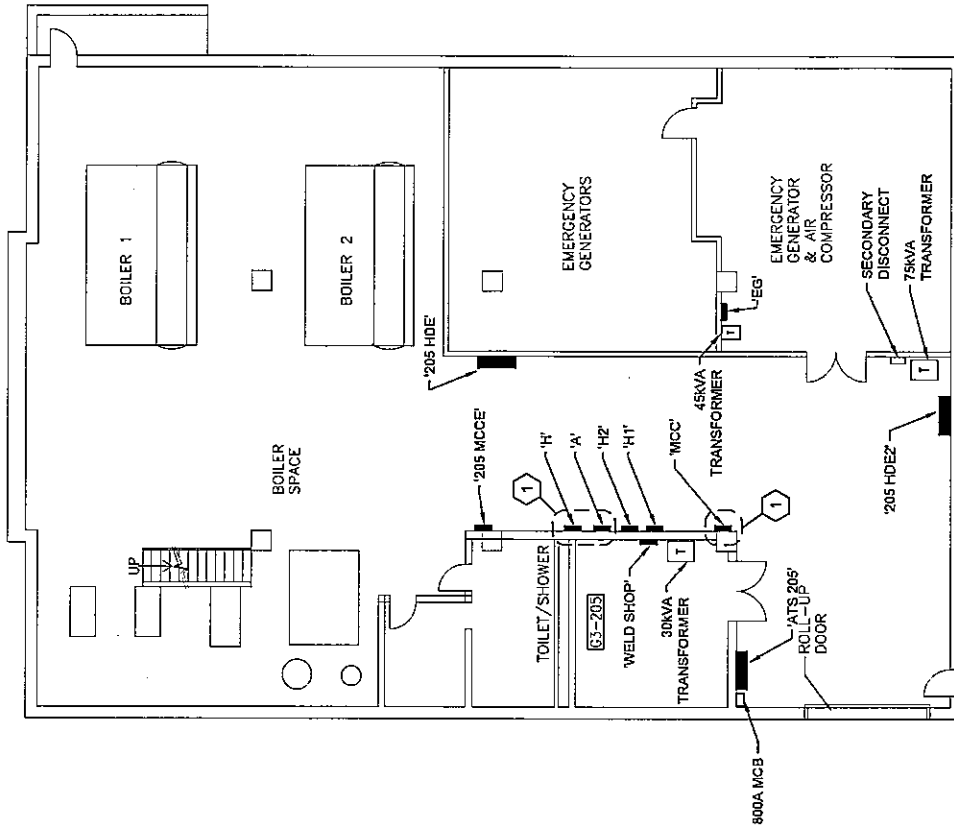 BOILER 1
BOILER 2
EMERGENCY
GENERATORS
EMERGENCY
GENERATOR
& AIR
COMPRESSOR
SECONDARY
DISCONNECT
75kVA
TRANSFORMER
T
'EG'
T
45kVA
TRANSFORMER
'205 HDE'
'205 HDE2'
BOILER
SPACE
UP
'205 MCCE'
1
'H'
'A'
'H2'
'H1'
'MCC'
1
TOILET/SHOWER
G3-205
'WELD SHOP'
T
30kVA
TRANSFORMER
'ATS 205'
ROLL-UP
DOOR
800A MCB